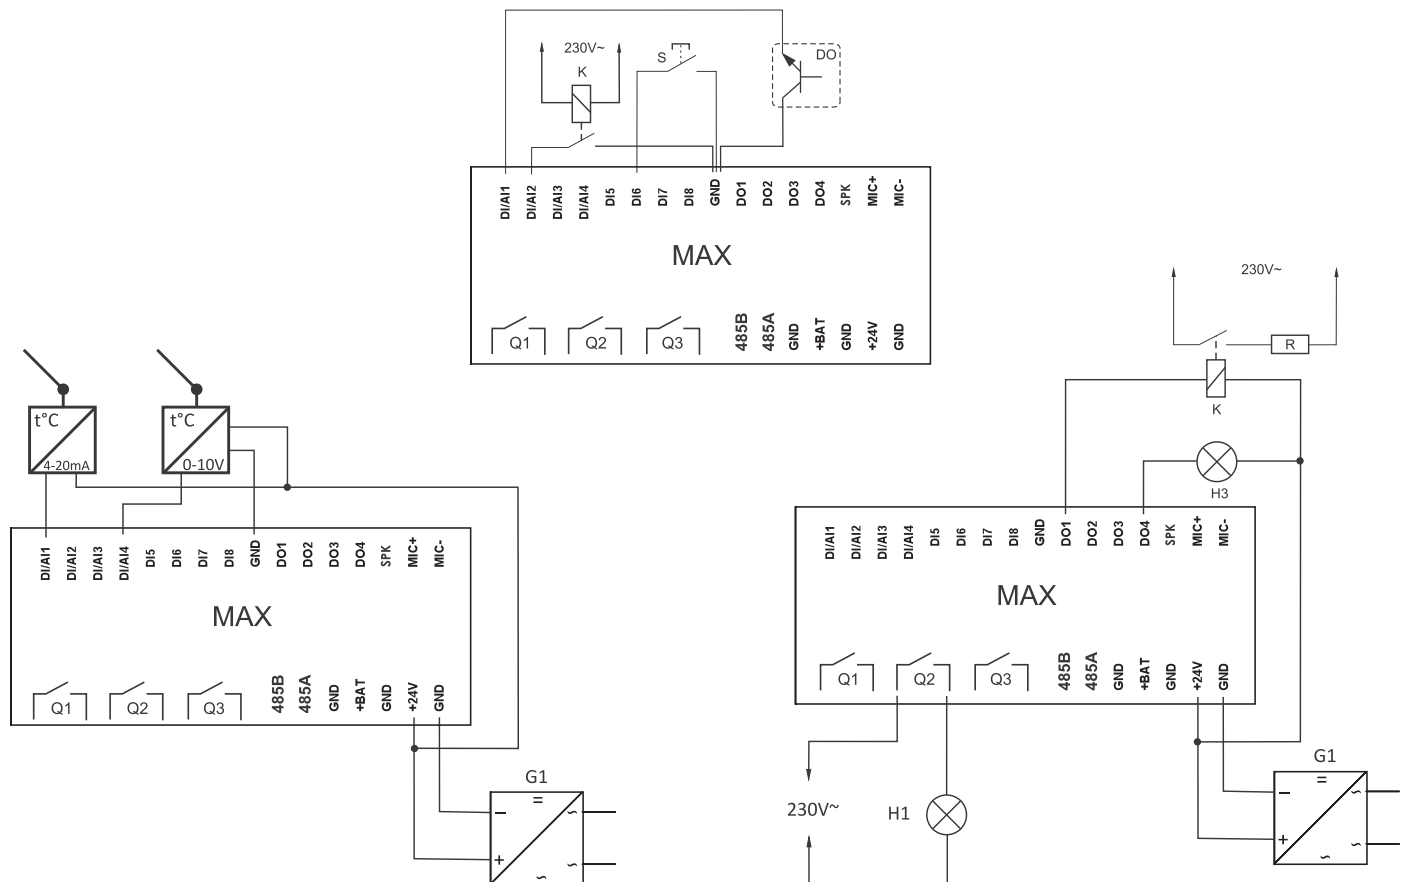 230V~
K
S
DO
DI/AI1 DI/AI2 DI/AI3 DI/AI4 DI5 DI6 DI7 DI8 GND DO1 DO2 DO3 DO4 SPK MIC+ MIC-
MAX
Q1 Q2 Q3 485B 485A GND +BAT GND +24V GND
t°C
4-20mA
t°C
0-10V
DI/AI1 DI/AI2 DI/AI3 DI/AI4 DI5 DI6 DI7 DI8 GND DO1 DO2 DO3 DO4 SPK MIC+ MIC-
MAX
Q1 Q2 Q3 485B 485A GND +BAT GND +24V GND
G1
=
− ~
+ ~
~
230V~
R
K
H3
DI/AI1 DI/AI2 DI/AI3 DI/AI4 DI5 DI6 DI7 DI8 GND DO1 DO2 DO3 DO4 SPK MIC+ MIC-
MAX
Q1 Q2 Q3 485B 485A GND +BAT GND +24V GND
230V~
H1
G1
=
− ~
+ ~
~